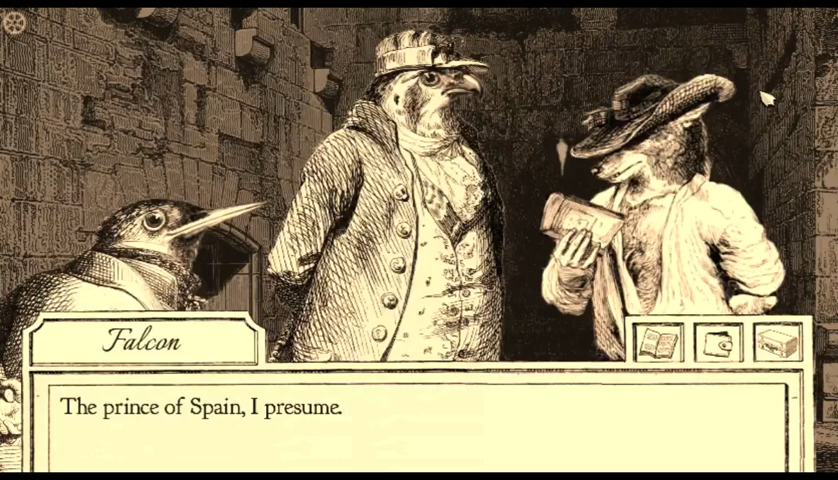 Falcon
The prince of Spain, I presume.